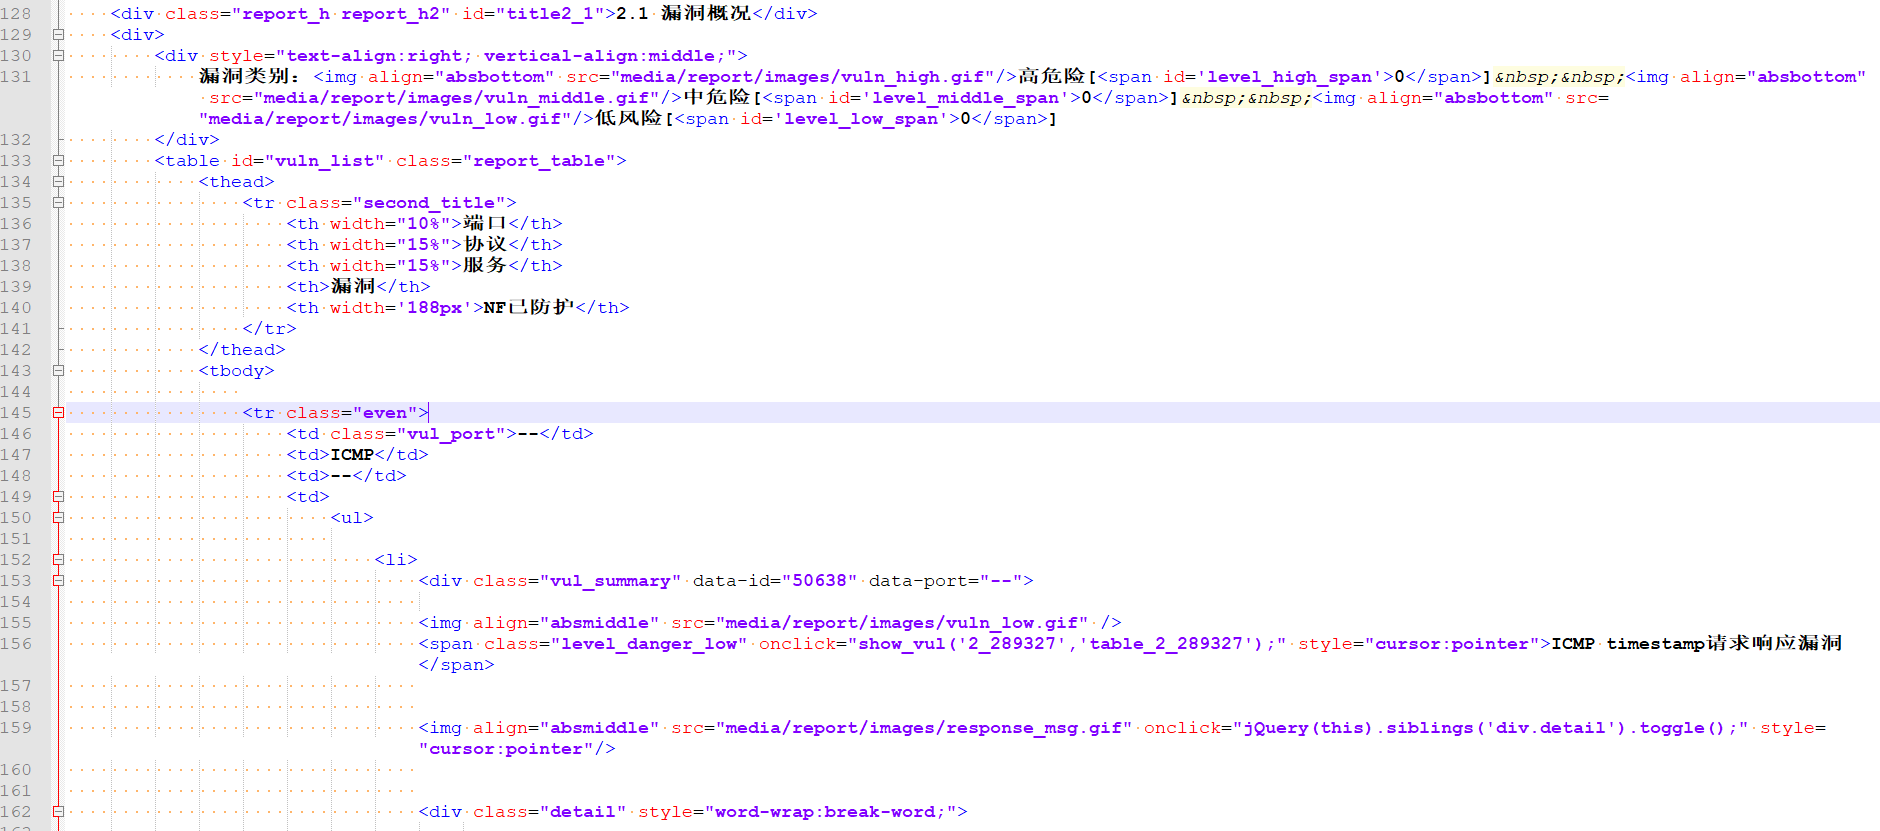 128 <div class="report_h report_h2" id="title2_1">2.1 漏洞概况</div>
129 <div>
130 <div style="text-align:right; vertical-align:middle;">
131 漏洞类别：<img align="absbottom" src="media/report/images/vuln_high.gif"/>高危险[<span id='level_high_span'>0</span>]&nbsp;&nbsp;<img align="absbottom"
src="media/report/images/vuln_middle.gif"/>中危险[<span id='level_middle_span'>0</span>]&nbsp;&nbsp;<img align="absbottom" src=
"media/report/images/vuln_low.gif"/>低风险[<span id='level_low_span'>0</span>]
132 </div>
133 <table id="vuln_list" class="report_table">
134 <thead>
135 <tr class="second_title">
136 <th width="10%">端口</th>
137 <th width="15%">协议</th>
138 <th width="15%">服务</th>
139 <th>漏洞</th>
140 <th width='188px'>NF已防护</th>
141 </tr>
142 </thead>
143 <tbody>
144
145 <tr class="even">
146 <td class="vul_port">--</td>
147 <td>ICMP</td>
148 <td>--</td>
149 <td>
150 <ul>
151
152 <li>
153 <div class="vul_summary" data-id="50638" data-port="--">
154
155 <img align="absmiddle" src="media/report/images/vuln_low.gif" />
156 <span class="level_danger_low" onclick="show_vul('2_289327','table_2_289327');" style="cursor:pointer">ICMP timestamp请求响应漏洞
</span>
157
158
159 <img align="absmiddle" src="media/report/images/response_msg.gif" onclick="jQuery(this).siblings('div.detail').toggle();" style=
"cursor:pointer"/>
160
161
162 <div class="detail" style="word-wrap:break-word;">